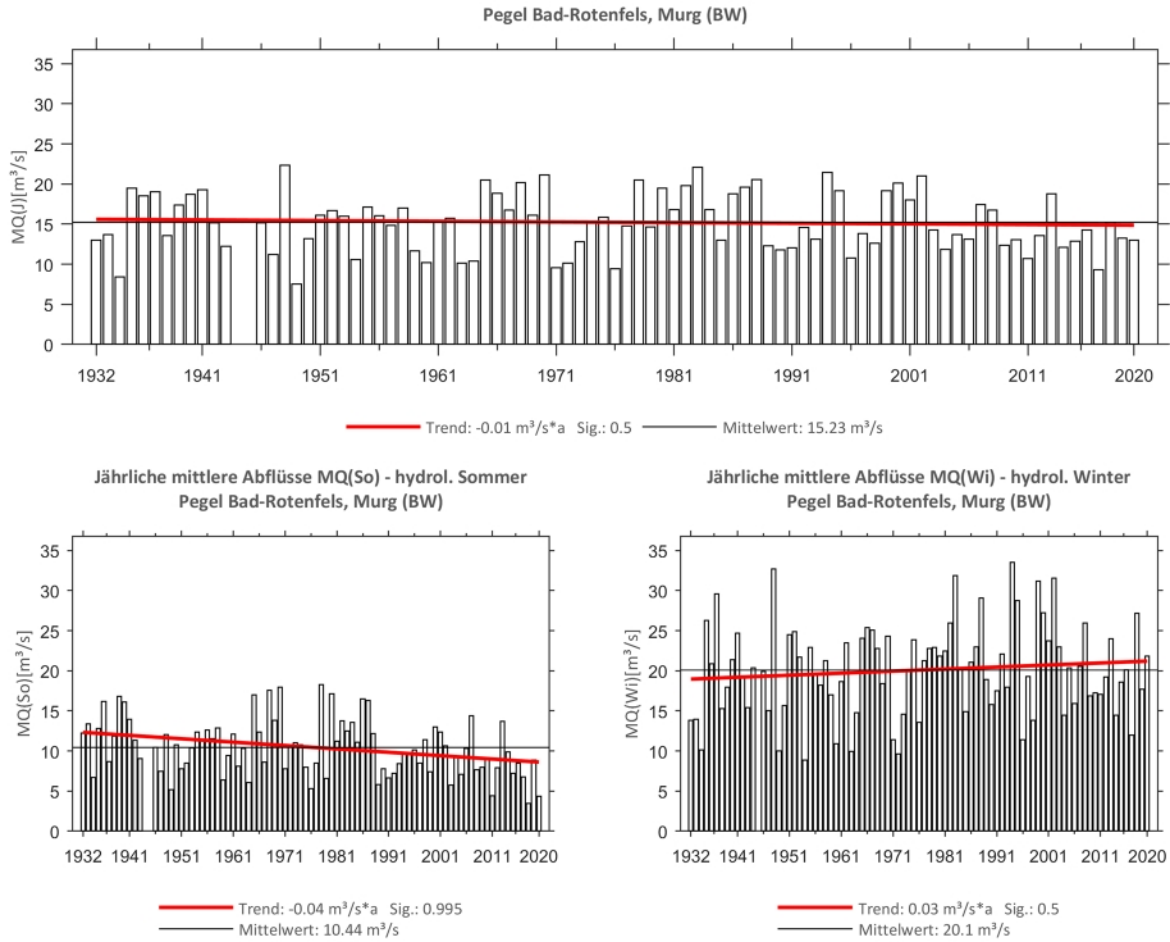 Pegel Bad-Rotenfels, Murg (BW)
35
30
25
20
15
10
5
0
MQ(J)[m³/s]
1932 1941 1951 1961 1971 1981 1991 2001 2011 2020
Trend: -0.01 m³/s*a Sig.: 0.5 Mittelwert: 15.23 m³/s
Jährliche mittlere Abflüsse MQ(So) - hydrol. Sommer
Pegel Bad-Rotenfels, Murg (BW)
35
30
25
20
15
10
5
0
MQ(So)[m³/s]
1932 1941 1951 1961 1971 1981 1991 2001 2011 2020
Trend: -0.04 m³/s*a Sig.: 0.995
Mittelwert: 10.44 m³/s
Jährliche mittlere Abflüsse MQ(Wi) - hydrol. Winter
Pegel Bad-Rotenfels, Murg (BW)
35
30
25
20
15
10
5
0
MQ(Wi)[m³/s]
1932 1941 1951 1961 1971 1981 1991 2001 2011 2020
Trend: 0.03 m³/s*a Sig.: 0.5
Mittelwert: 20.1 m³/s